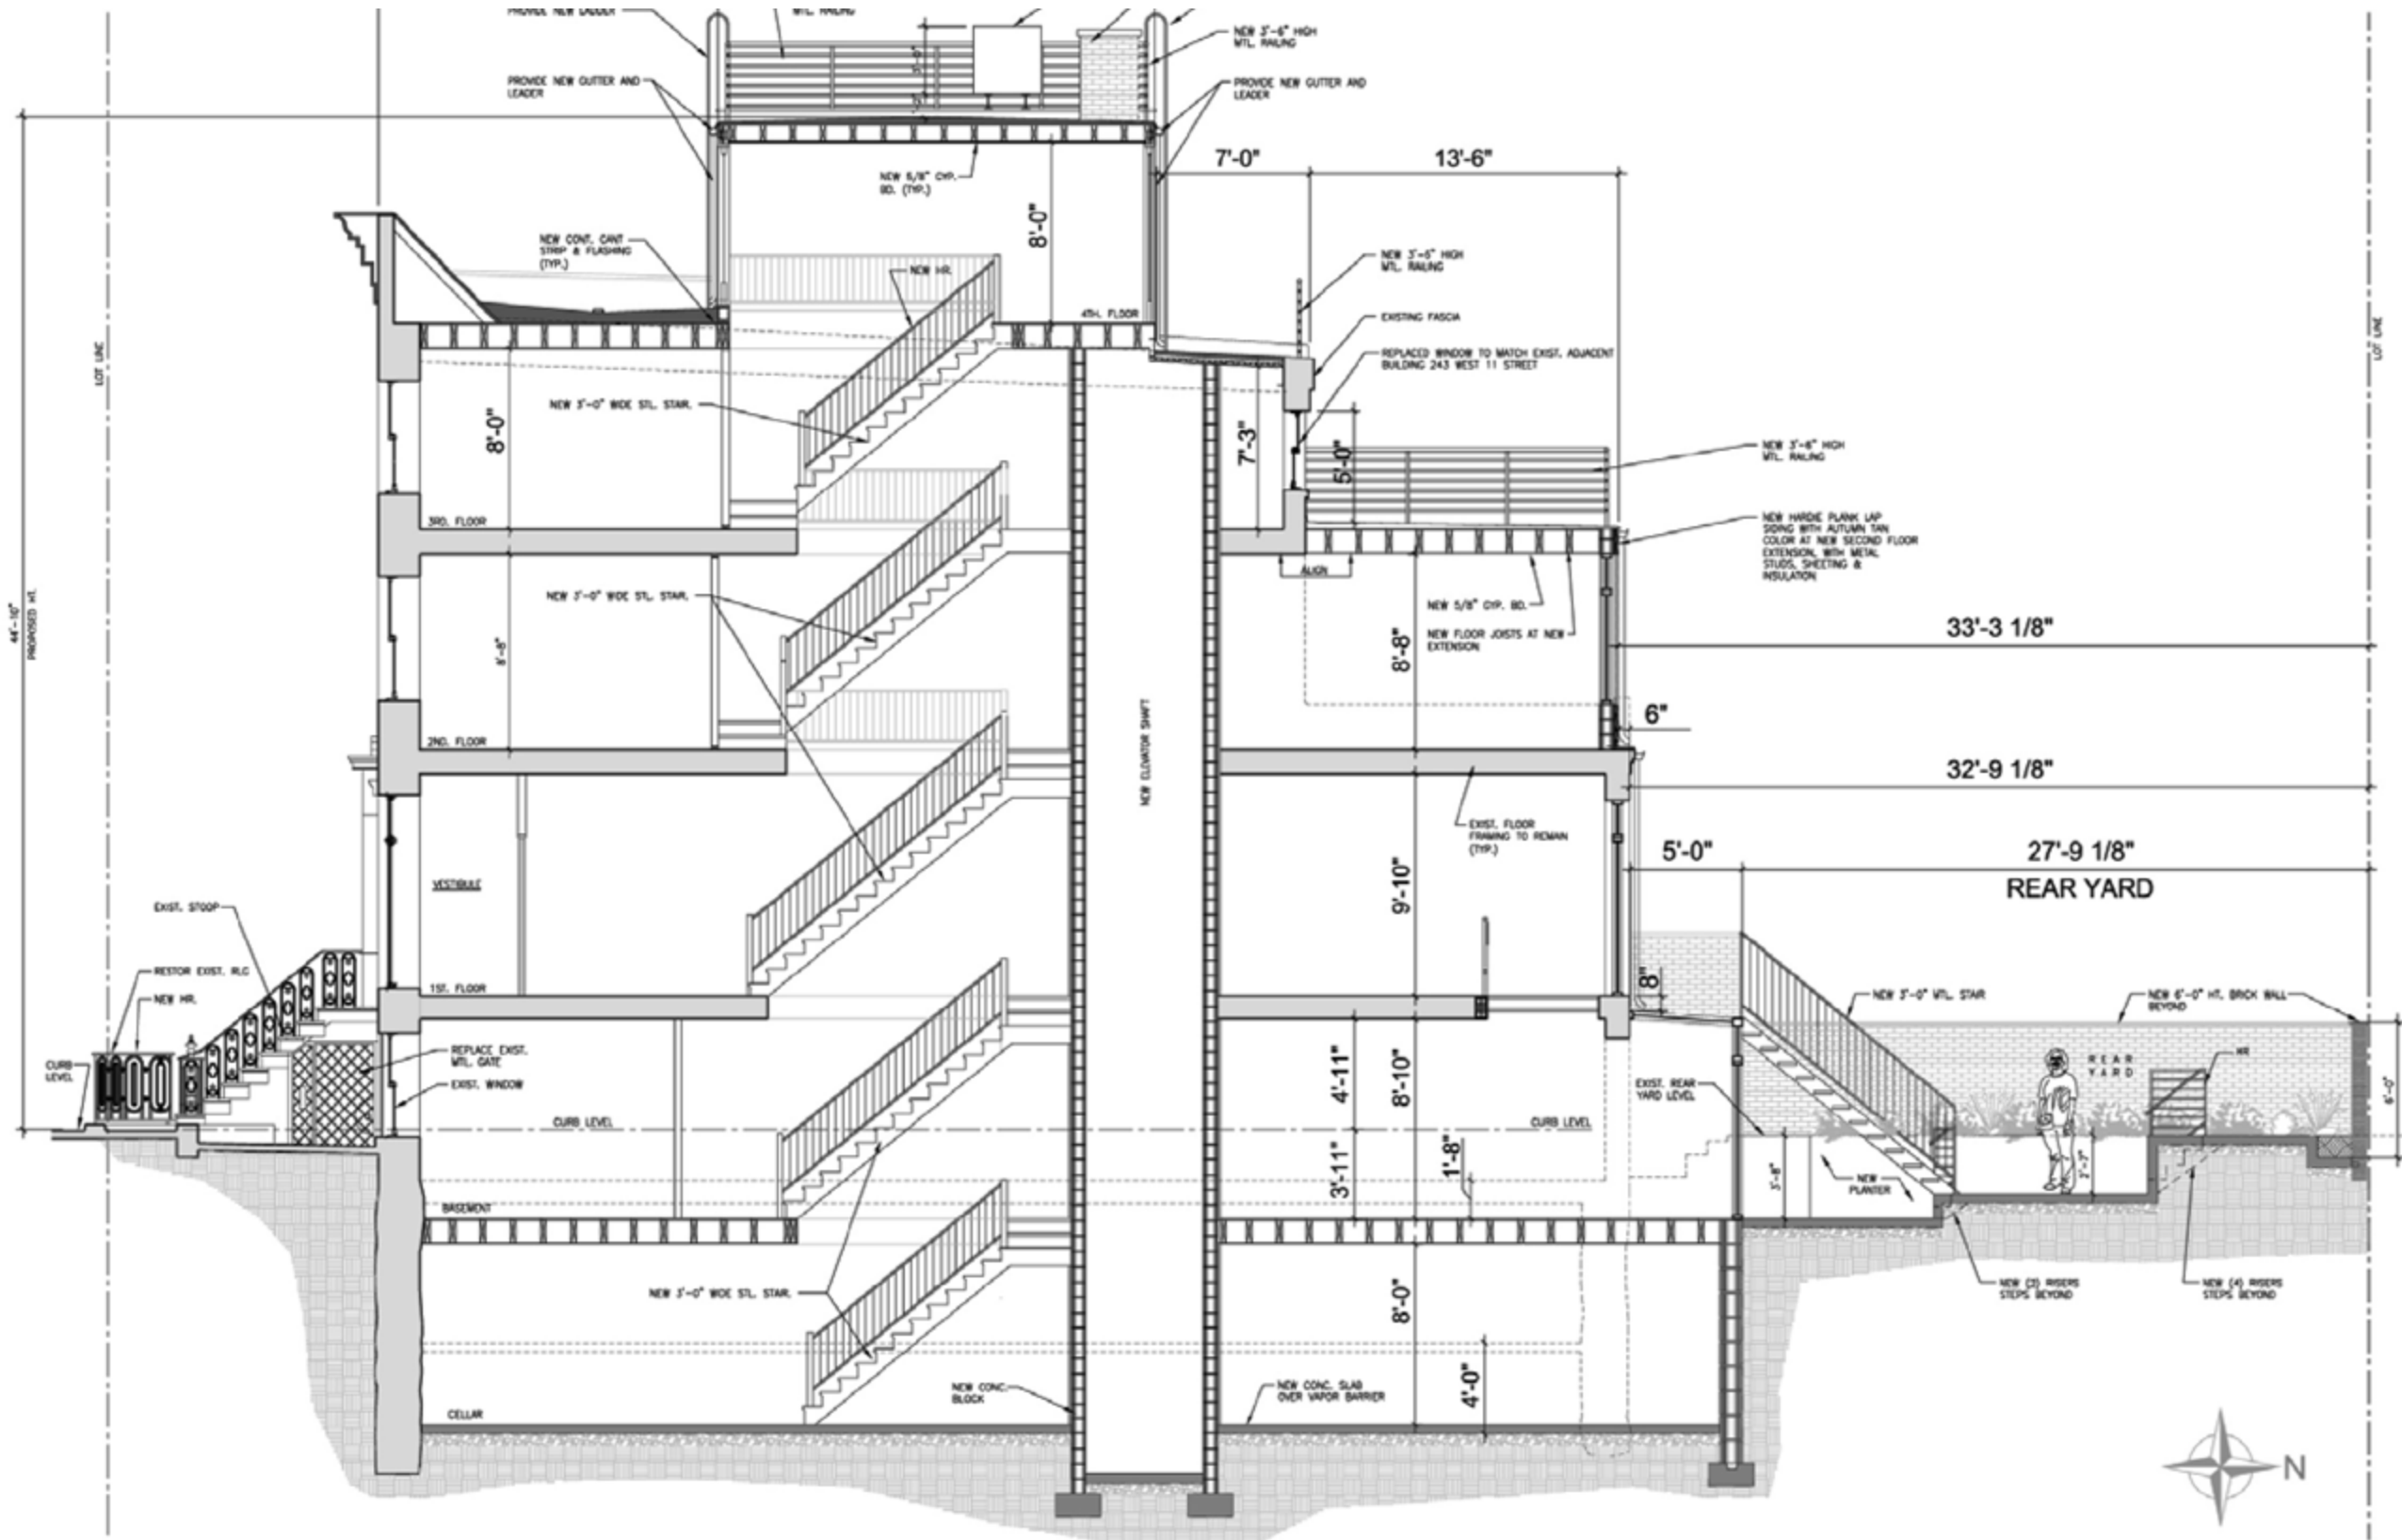 PROVIDE NEW LADDER
MTL. RAILING
NEW 3'-6" HIGH
MTL. RAILING
PROVIDE NEW GUTTER AND
LEADER
3'-0"
PROVIDE NEW GUTTER AND
LEADER
7'-0"
13'-6"
NEW 5/8" GYP.
BD. (TYP.)
8'-0"
NEW CONT. CANT
STRIP & FLASHING
(TYP.)
NEW HR.
NEW 3'-6" HIGH
MTL. RAILING
4TH. FLOOR
EXISTING FASCIA
LOT LINE
LOT LINE
REPLACED WINDOW TO MATCH EXIST. ADJACENT
BUILDING 243 WEST 11 STREET
NEW 3'-0" WIDE STL. STAIR.
8'-0"
7'-3"
5'-0"
NEW 3'-6" HIGH
MTL. RAILING
3RD. FLOOR
NEW HARDIE PLANK LAP
SIDING WITH AUTUMN TAN
COLOR AT NEW SECOND FLOOR
EXTENSION, WITH METAL
STUDS, SHEETING &
INSULATION
ALIGN
44'-10"
PROPOSED HT.
NEW 3'-0" WIDE STL. STAIR.
NEW 5/8" GYP. BD.
NEW FLOOR JOISTS AT NEW
EXTENSION
8'-8"
8'-8"
33'-3 1/8"
6"
2ND. FLOOR
NEW ELEVATOR SHAFT
32'-9 1/8"
EXIST. FLOOR
FRAMING TO REMAIN
(TYP.)
5'-0"
27'-9 1/8"
REAR YARD
VESTIBULE
9'-10"
EXIST. STOOP
RESTOR EXIST. RLG
NEW HR.
1ST. FLOOR
8"
NEW 3'-0" MTL. STAIR
NEW 6'-0" HT. BRICK WALL
BEYOND
REPLACE EXIST.
MTL. GATE
CURB
LEVEL
EXIST. WINDOW
4'-11"
8'-10"
REAR
YARD
HR
EXIST. REAR
YARD LEVEL
6'-0"
CURB LEVEL
CURB LEVEL
3'-11"
1'-8"
3'-8"
NEW
PLANTER
2'-7"
BASEMENT
NEW 3'-0" WIDE STL. STAIR.
8'-0"
NEW (2) RISERS
STEPS BEYOND
NEW (4) RISERS
STEPS BEYOND
NEW CONC.
BLOCK
NEW CONC. SLAB
OVER VAPOR BARRIER
4'-0"
CELLAR
N